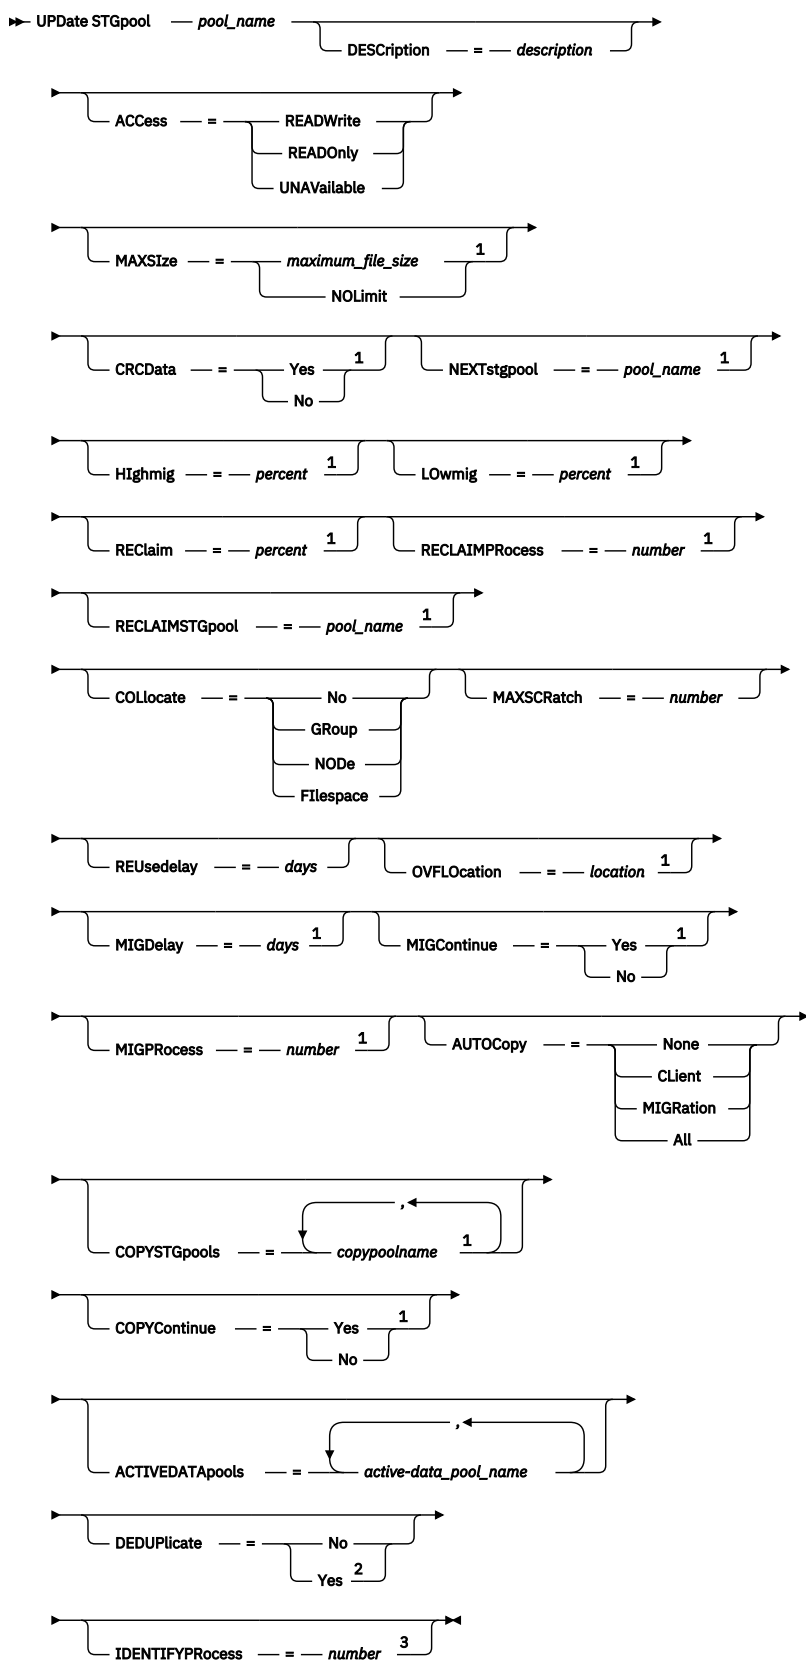 UPDate STGpool — pool_name
DESCription — = — description
ACCess — = READWrite
READOnly
UNAVailable
MAXSIze — = — maximum_file_size 1
NOLimit
CRCData — = Yes 1 NEXTstgpool — = — pool_name 1
No
HIghmig — = — percent 1 LOwmig — = — percent 1
REClaim — = — percent 1 RECLAIMPRocess — = — number 1
RECLAIMSTGpool — = — pool_name 1
COLlocate — = No MAXSCRatch — = — number
GRoup
NODe
FIlespace
REUsedelay — = — days OVFLOcation — = — location 1
MIGDelay — = — days 1 MIGContinue — = Yes 1
No
MIGPRocess — = — number 1 AUTOCopy — = None
CLient
MIGRation
All
,
COPYSTGpools — = copypoolname 1
COPYContinue — = Yes 1
No
,
ACTIVEDATApools — = active-data_pool_name
DEDUPlicate — = No
Yes 2
IDENTIFYPRocess — = — number 3